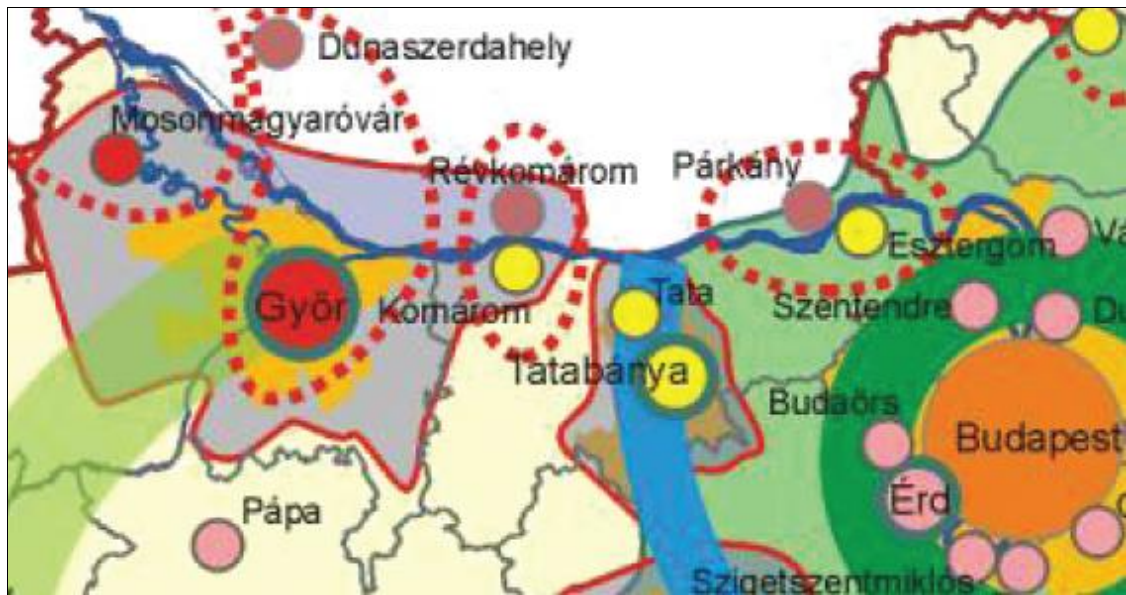 Dunaszerdahely
Mosonmagyaróvár
Révkomárom
Párkány
Esztergom
Győr
Komárom
Tata
Szentendre
Tatabánya
Budaörs
Budapest
Érd
Pápa
Szigetszentmiklós